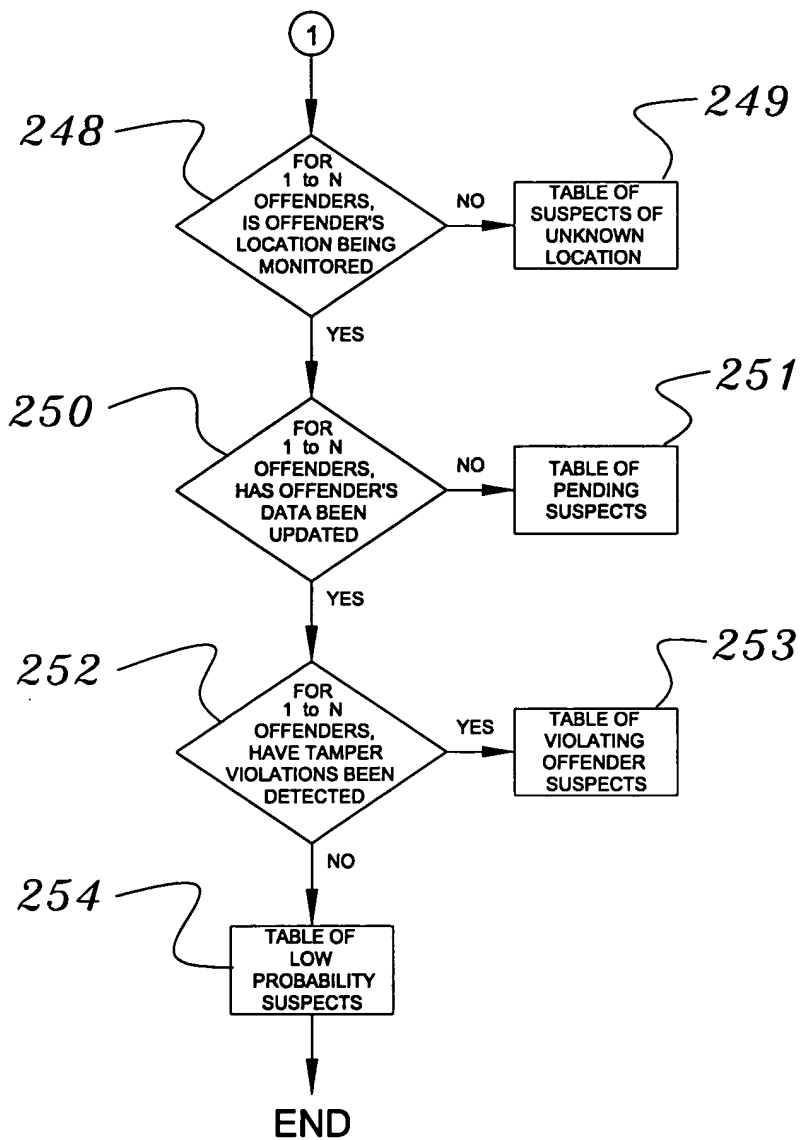 1
248
FOR
1 to N
OFFENDERS,
IS OFFENDER'S
LOCATION BEING
MONITORED
NO
249
TABLE OF
SUSPECTS OF
UNKNOWN
LOCATION
YES
250
FOR
1 to N
OFFENDERS,
HAS OFFENDER'S
DATA BEEN
UPDATED
NO
251
TABLE OF
PENDING
SUSPECTS
YES
252
FOR
1 to N
OFFENDERS,
HAVE TAMPER
VIOLATIONS BEEN
DETECTED
YES
253
TABLE OF
VIOLATING
OFFENDER
SUSPECTS
NO
254
TABLE OF
LOW
PROBABILITY
SUSPECTS
END